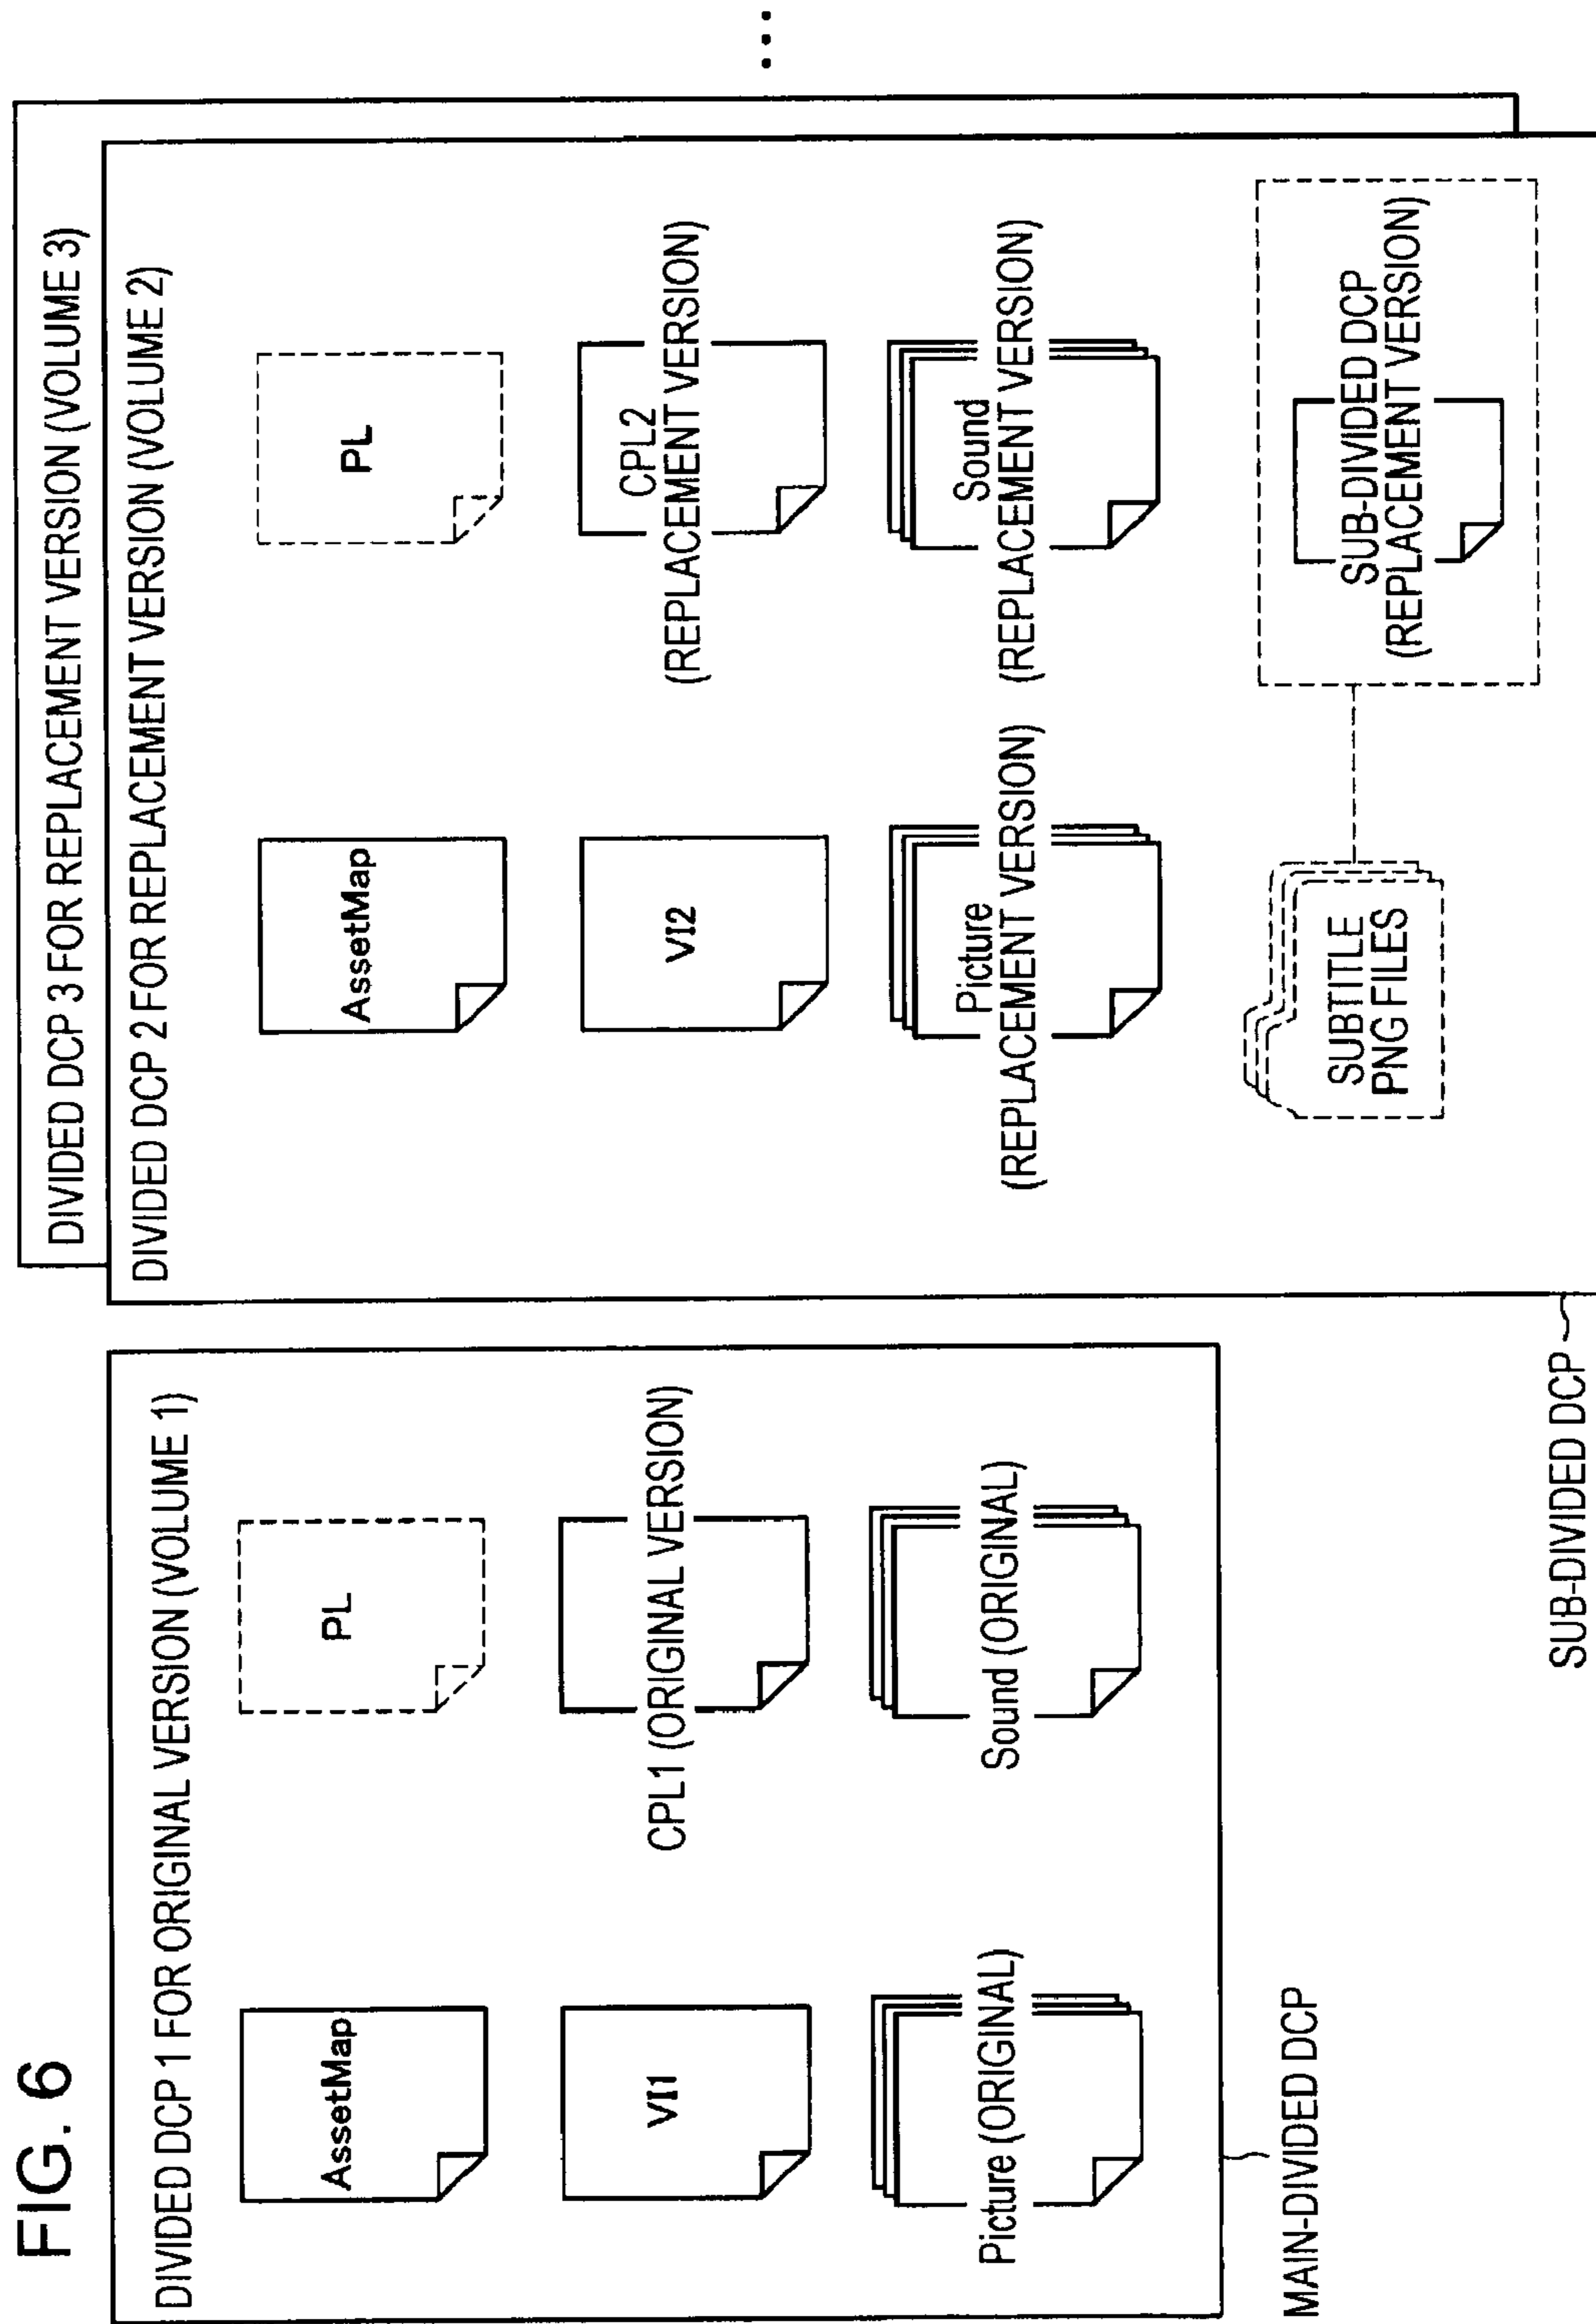 FIG. 6
DIVIDED DCP 1 FOR ORIGINAL VERSION (VOLUME 1)
AssetMap
PL
VI1
CPL1 (ORIGINAL VERSION)
Picture (ORIGINAL)
Sound (ORIGINAL)
MAIN-DIVIDED DCP
DIVIDED DCP 3 FOR REPLACEMENT VERSION (VOLUME 3)
DIVIDED DCP 2 FOR REPLACEMENT VERSION (VOLUME 2)
AssetMap
PL
VI2
CPL2
(REPLACEMENT VERSION)
Picture
(REPLACEMENT VERSION)
Sound
(REPLACEMENT VERSION)
SUBTITLE
PNG FILES
SUB-DIVIDED DCP
(REPLACEMENT VERSION)
SUB-DIVIDED DCP
...